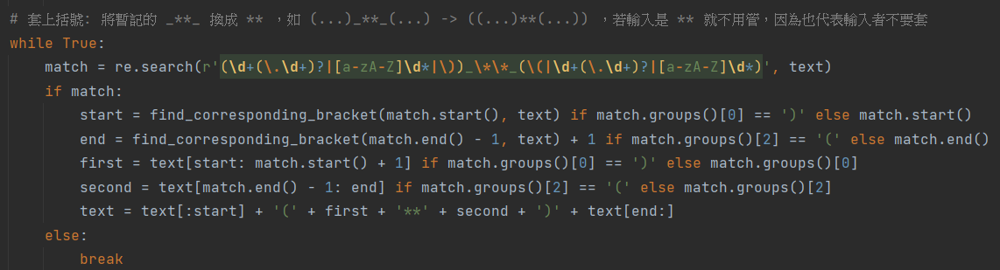 # 套上括號: 將暫記的 _**_ 換成 ** ，如 (...)_**_(...) -> ((...)**(...)) ，若輸入是 ** 就不用管，因為也代表輸入者不要套
while True:
    match = re.search(r'(\d+(\.\d+)?|[a-zA-Z]\d*|\))_\*\*_(\(|\d+(\.\d+)?|[a-zA-Z]\d*)', text)
    if match:
        start = find_corresponding_bracket(match.start(), text) if match.groups()[0] == ')' else match.start()
        end = find_corresponding_bracket(match.end() - 1, text) + 1 if match.groups()[2] == '(' else match.end()
        first = text[start: match.start() + 1] if match.groups()[0] == ')' else match.groups()[0]
        second = text[match.end() - 1: end] if match.groups()[2] == '(' else match.groups()[2]
        text = text[:start] + '(' + first + '**' + second + ')' + text[end:]
    else:
        break